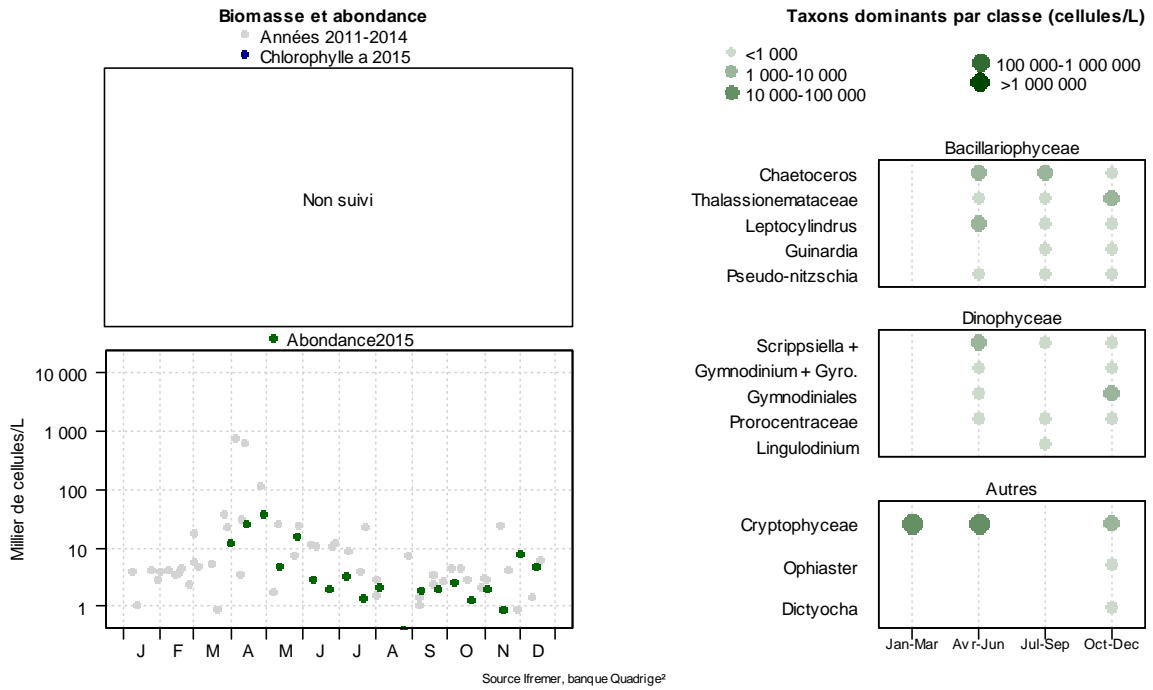 Biomasse et abondance
Années 2011-2014
Chlorophylle a 2015
Non suivi
Abondance2015
Millier de cellules/L
10 000
1 000
100
10
1
J F M A M J J A S O N D
Taxons dominants par classe (cellules/L)
<1 000
1 000-10 000
10 000-100 000
100 000-1 000 000
>1 000 000
Bacillariophyceae
Chaetoceros
Thalassionemataceae
Leptocylindrus
Guinardia
Pseudo-nitzschia
Dinophyceae
Scrippsiella +
Gymnodinium + Gyro.
Gymnodiniales
Prorocentraceae
Lingulodinium
Autres
Cryptophyceae
Ophiaster
Dictyocha
Jan-Mar Avr-Jun Jul-Sep Oct-Dec
Source Ifremer, banque Quadrige²